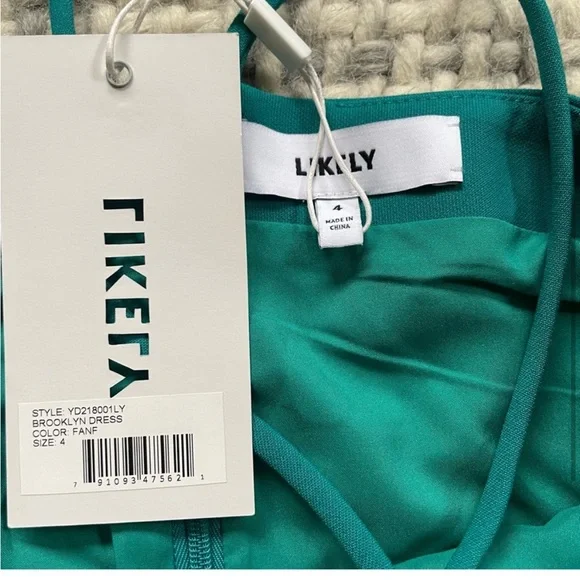 LIKELY
STYLE: YD218001LY
BROOKLYN DRESS
COLOR: FANF
SIZE: 4
7 91093 47562 1
LIKELY
4
MADE IN
CHINA